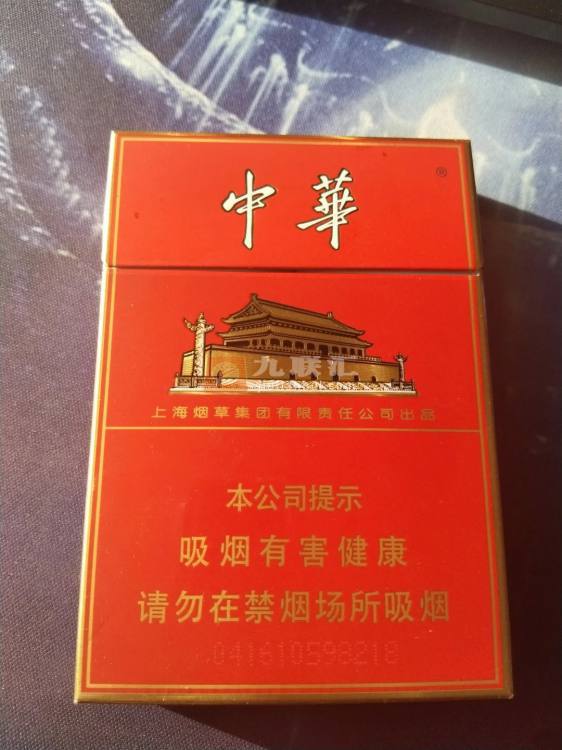 中華
®
九联汇
上海烟草集团有限责任公司出品
本公司提示
吸烟有害健康
请勿在禁烟场所吸烟
041610598218